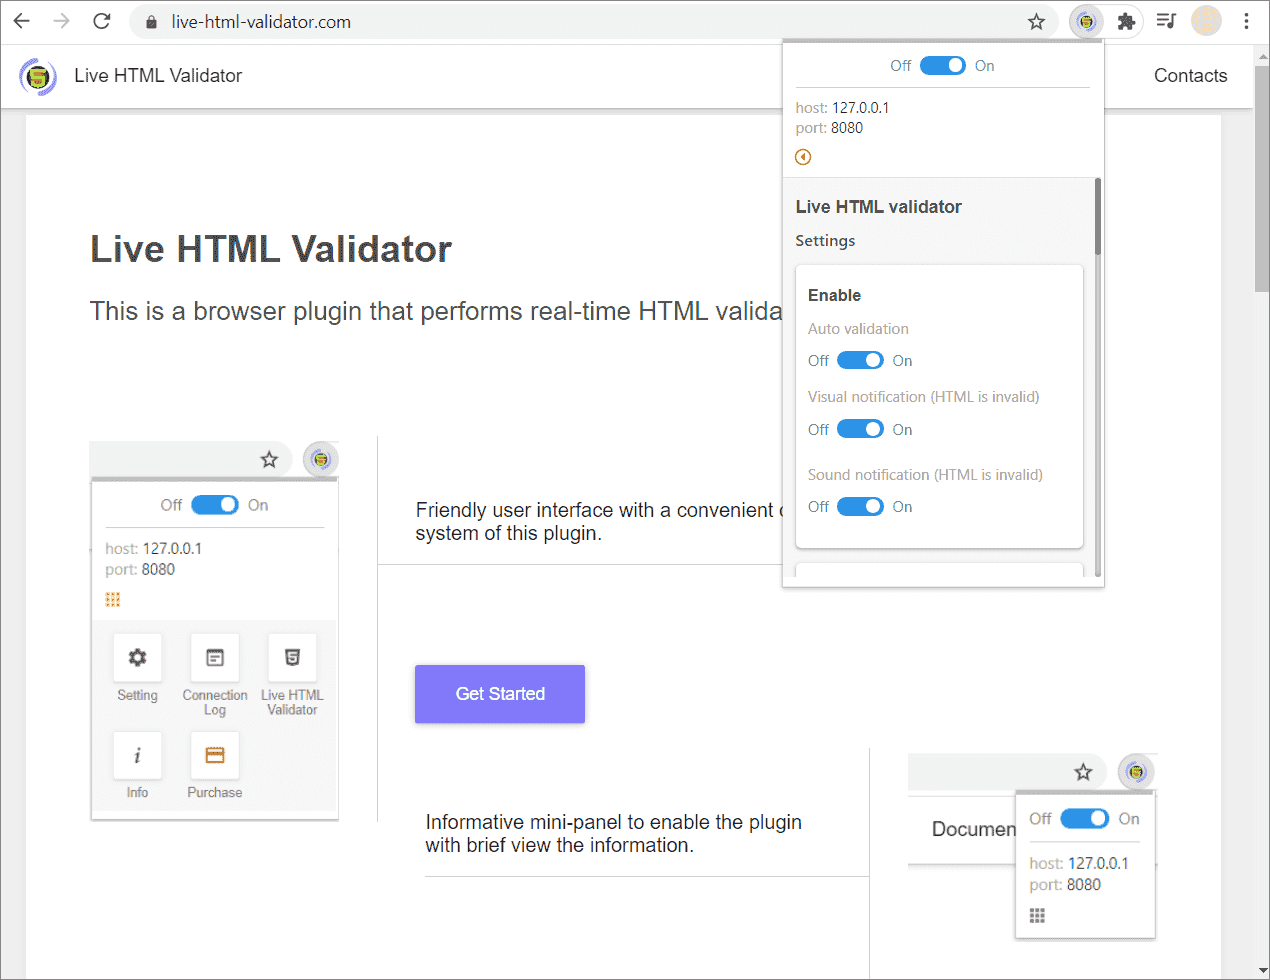 live-html-validator.com
Live HTML Validator
Contacts
Off On
host: 127.0.0.1
port: 8080
Live HTML validator
Settings
Enable
Auto validation
Off On
Visual notification (HTML is invalid)
Off On
Sound notification (HTML is invalid)
Off On
Live HTML Validator
This is a browser plugin that performs real-time HTML valida
Off On
host: 127.0.0.1
port: 8080
Setting
Connection Log
Live HTML Validator
Info
Purchase
Friendly user interface with a convenient
system of this plugin.
Get Started
Informative mini-panel to enable the plugin
with brief view the information.
Documen
Off On
host: 127.0.0.1
port: 8080